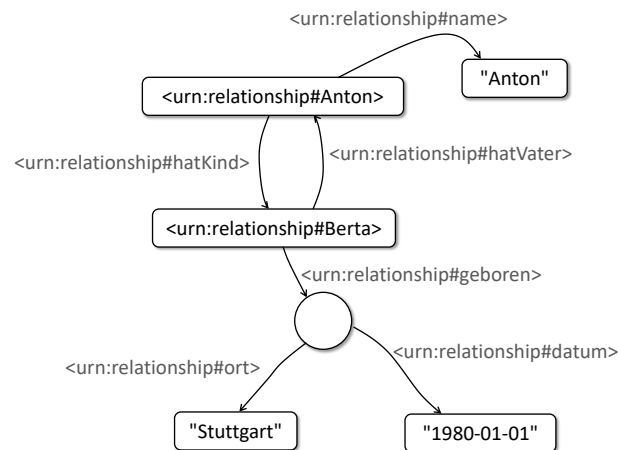 <urn:relationship#name>
"Anton"
<urn:relationship#Anton>
<urn:relationship#hatKind>
<urn:relationship#hatVater>
<urn:relationship#Berta>
<urn:relationship#geboren>
<urn:relationship#ort>
<urn:relationship#datum>
"Stuttgart"
"1980-01-01"